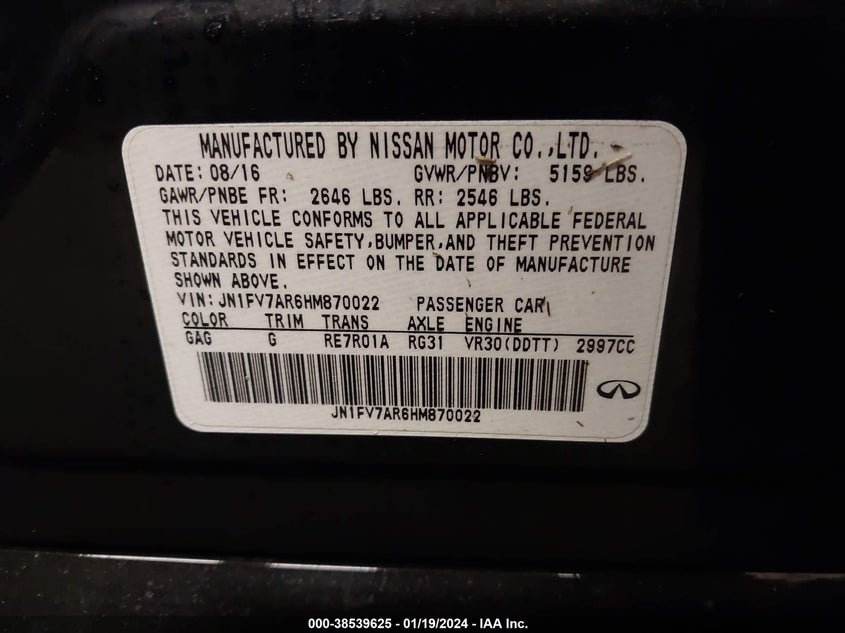 MANUFACTURED BY NISSAN MOTOR CO.,LTD.
DATE: 08/16 GVWR/PNBV: 5159 LBS.
GAWR/PNBE FR: 2646 LBS. RR: 2546 LBS.
THIS VEHICLE CONFORMS TO ALL APPLICABLE FEDERAL
MOTOR VEHICLE SAFETY,BUMPER,AND THEFT PREVENTION
STANDARDS IN EFFECT ON THE DATE OF MANUFACTURE
SHOWN ABOVE.
VIN: JN1FV7AR6HM870022 PASSENGER CAR
COLOR TRIM TRANS AXLE ENGINE
GAG G RE7R01A RG31 VR30(DDTT) 2997CC
JN1FV7AR6HM870022
000-38539625 - 01/19/2024 - IAA Inc.